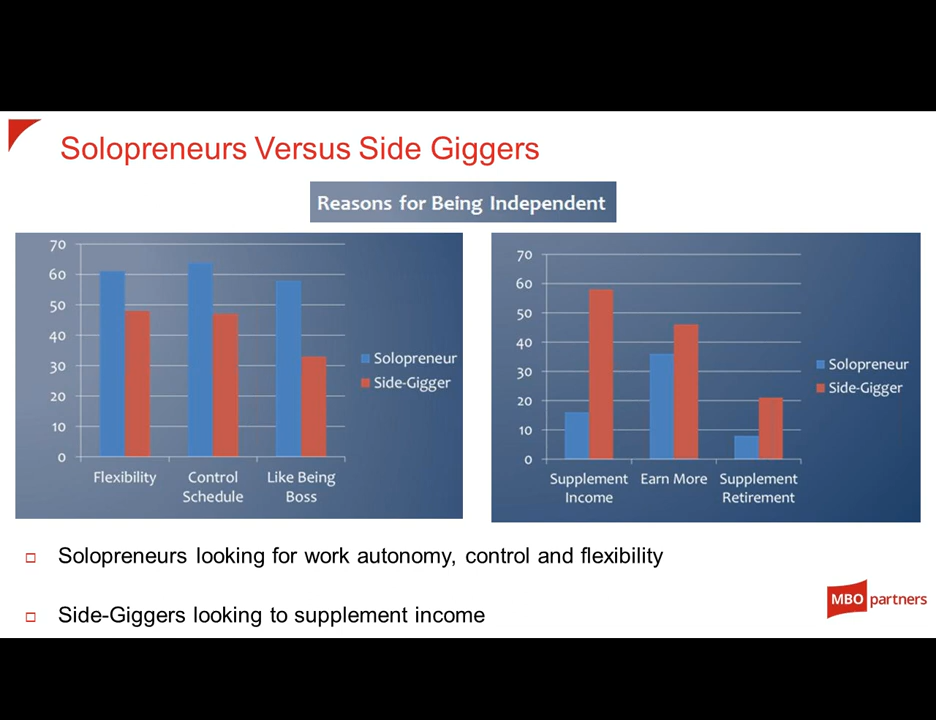 Solopreneurs Versus Side Giggers
Reasons for Being Independent
70
60
50
40
30
20
10
0
Flexibility
Control
Schedule
Like Being
Boss
Solopreneur
Side-Gigger
70
60
50
40
30
20
10
0
Supplement
Income
Earn More
Supplement
Retirement
Solopreneur
Side-Gigger
Solopreneurs looking for work autonomy, control and flexibility
Side-Giggers looking to supplement income
MBO partners